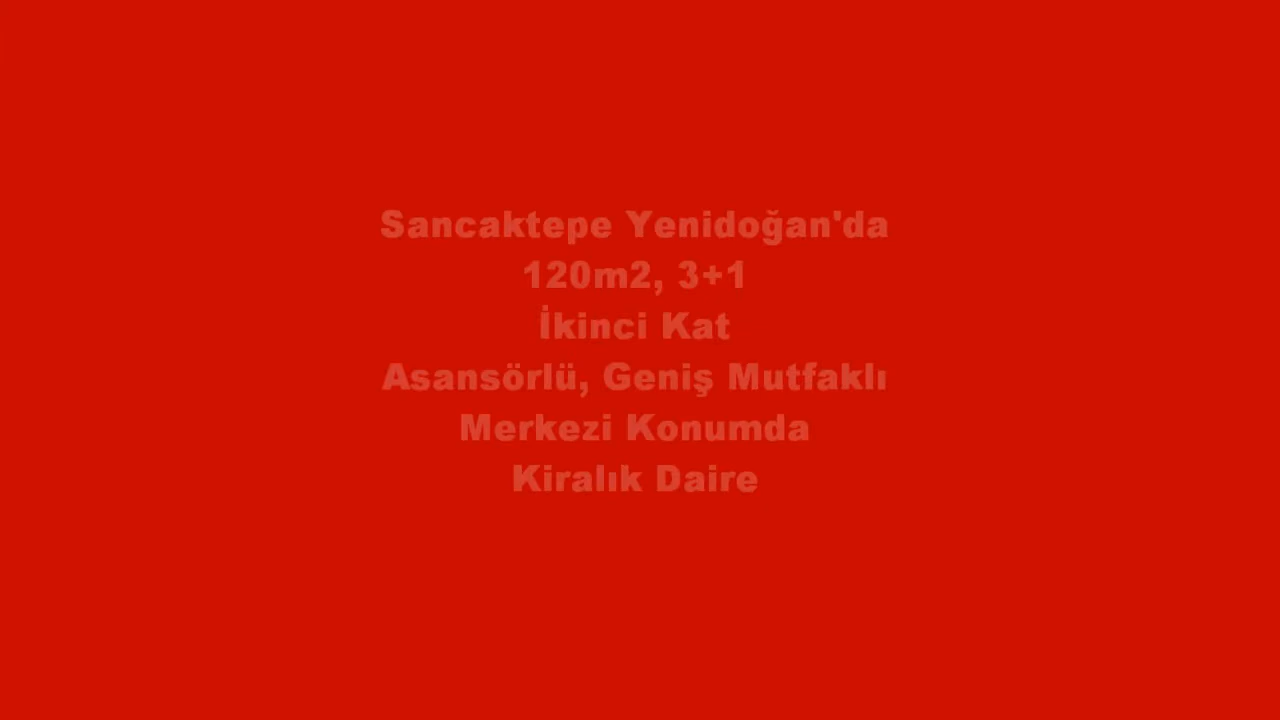 Sancaktepe Yenidoğan'da
120m2, 3+1
İkinci Kat
Asansörlü, Geniş Mutfaklı
Merkezi Konumda
Kiralık Daire